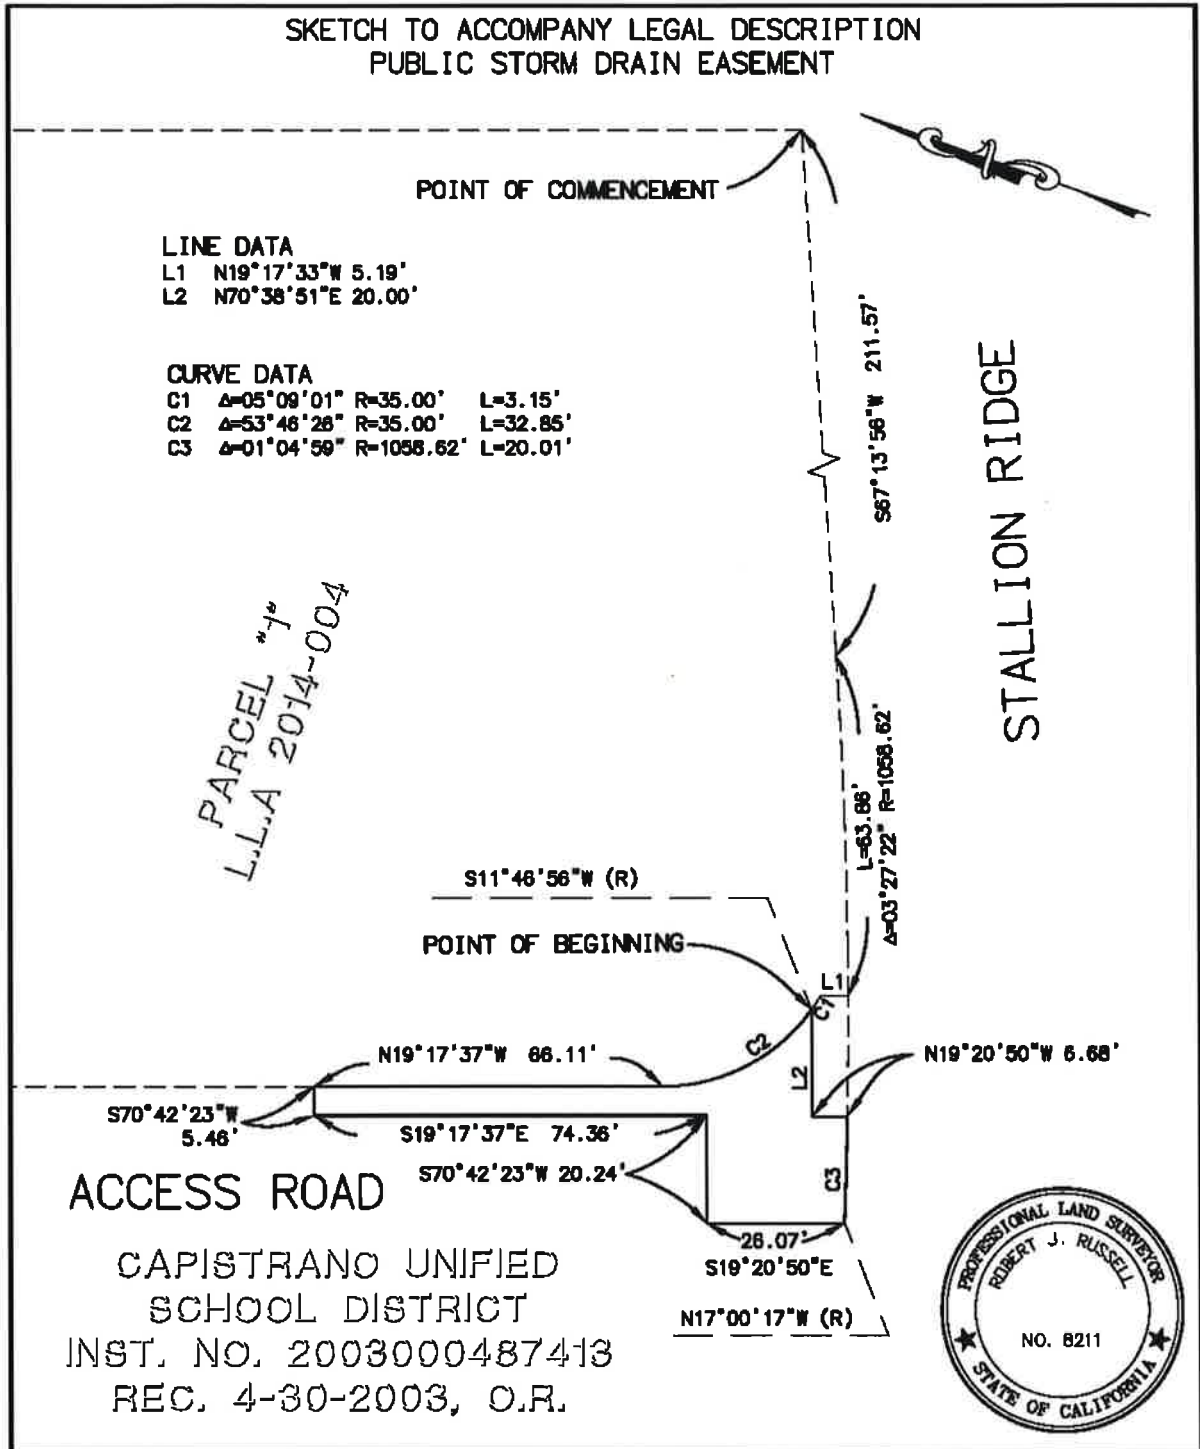 SKETCH TO ACCOMPANY LEGAL DESCRIPTION
PUBLIC STORM DRAIN EASEMENT
POINT OF COMMENCEMENT
LINE DATA
L1 N19°17'33"W 5.19'
L2 N70°38'51"E 20.00'
CURVE DATA
C1 Δ=05°09'01" R=35.00' L=3.15'
C2 Δ=53°46'26" R=35.00' L=32.85'
C3 Δ=01°04'59" R=1058.62' L=20.01'
S67°13'56"W 211.57'
STALLION RIDGE
PARCEL "1"
L.L.A 2014-004
L=63.86'
Δ=03°27'22" R=1058.62'
S11°46'56"W (R)
POINT OF BEGINNING
L1
C1
C2
N19°17'37"W 66.11'
L2
N19°20'50"W 6.68'
S70°42'23"W
5.46'
S19°17'37"E 74.36'
S70°42'23"W 20.24'
C3
ACCESS ROAD
26.07'
S19°20'50"E
N17°00'17"W (R)
CAPISTRANO UNIFIED
SCHOOL DISTRICT
INST. NO. 2003000487413
REC. 4-30-2003, O.R.
PROFESSIONAL LAND SURVEYOR
ROBERT J. RUSSELL
NO. 8211
STATE OF CALIFORNIA